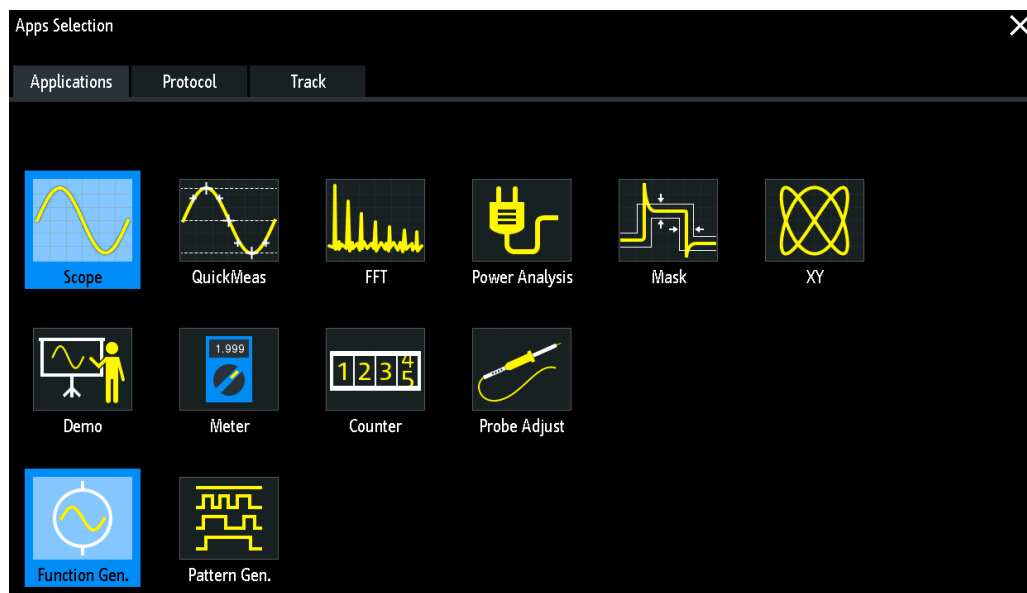 Apps Selection
Applications Protocol Track
Scope QuickMeas FFT Power Analysis Mask XY
1.999
1 2 3 4 5
Demo Meter Counter Probe Adjust
Function Gen. Pattern Gen.